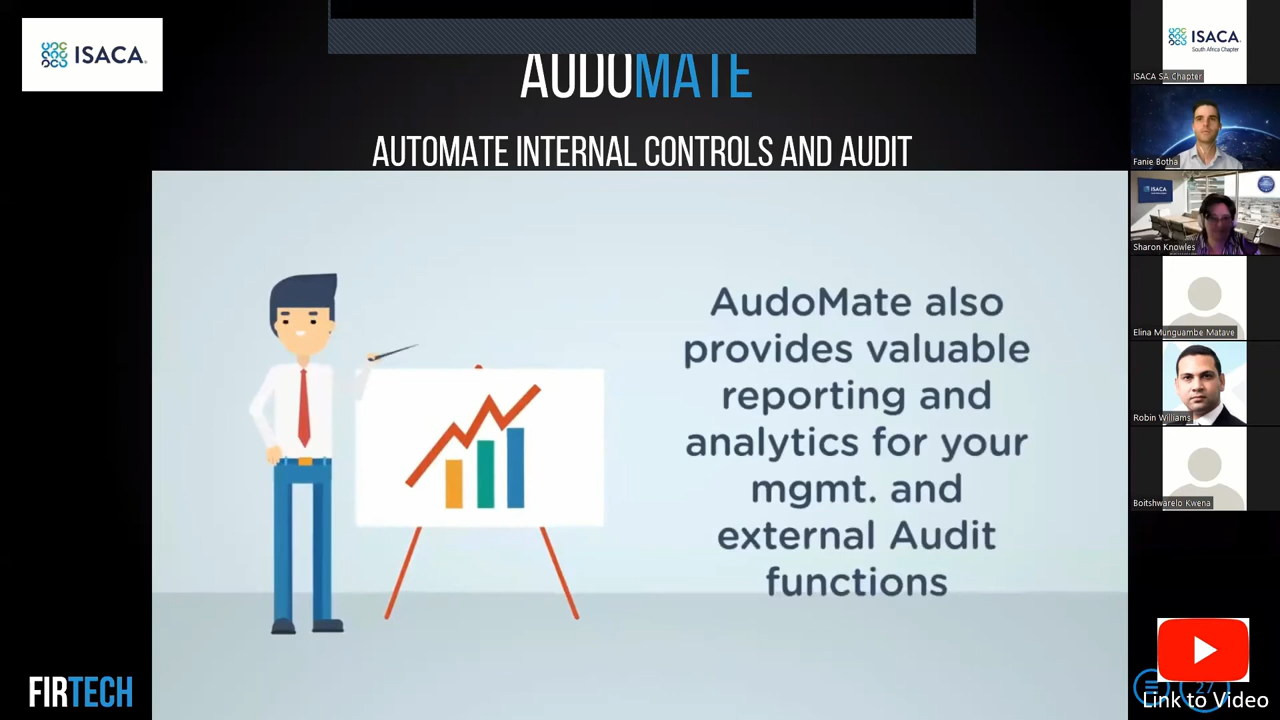 ISACA®
AUDOMATE
AUTOMATE INTERNAL CONTROLS AND AUDIT
AudoMate also
provides valuable
reporting and
analytics for your
mgmt. and
external Audit
functions
FIRTECH
ISACA.
South Africa Chapter
ISACA SA Chapter
Fanie Botha
ISACA
Sharon Knowles
Elina Munguambe Matave
Robin Williams
Boitshwarelo Kwena
27
Link to Video